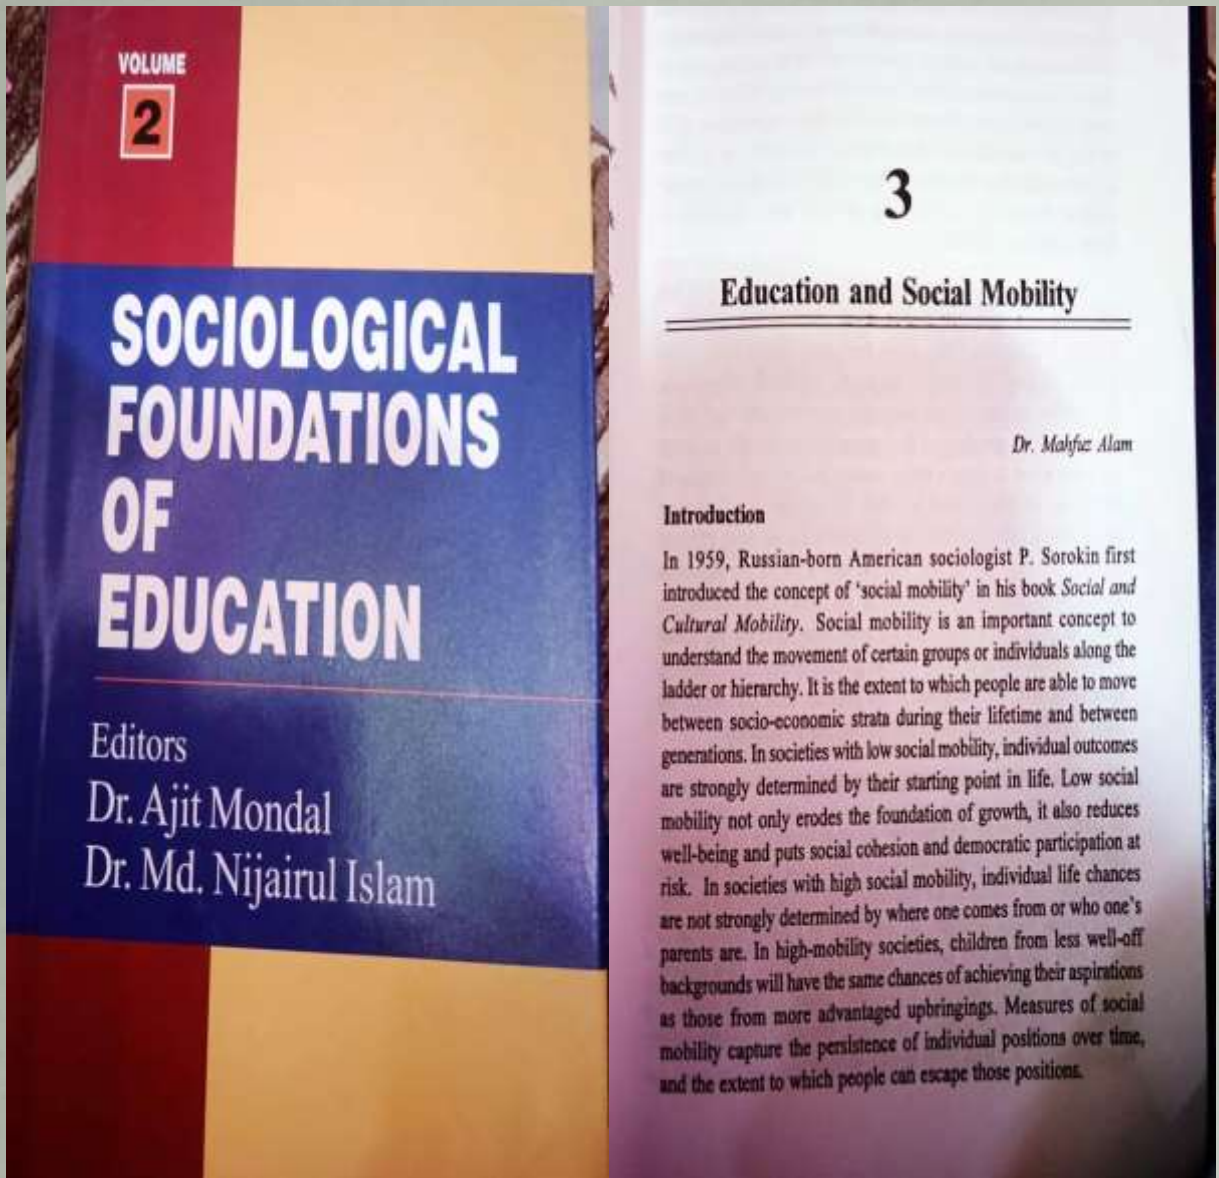 VOLUME
2
SOCIOLOGICAL
FOUNDATIONS
OF
EDUCATION
Editors
Dr. Ajit Mondal
Dr. Md. Nijairul Islam
3
Education and Social Mobility
Dr. Mahfuz Alam
Introduction
In 1959, Russian-born American sociologist P. Sorokin first
introduced the concept of ‘social mobility’ in his book Social and
Cultural Mobility. Social mobility is an important concept to
understand the movement of certain groups or individuals along the
ladder or hierarchy. It is the extent to which people are able to move
between socio-economic strata during their lifetime and between
generations. In societies with low social mobility, individual outcomes
are strongly determined by their starting point in life. Low social
mobility not only erodes the foundation of growth, it also reduces
well-being and puts social cohesion and democratic participation at
risk. In societies with high social mobility, individual life chances
are not strongly determined by where one comes from or who one’s
parents are. In high-mobility societies, children from less well-off
backgrounds will have the same chances of achieving their aspirations
as those from more advantaged upbringings. Measures of social
mobility capture the persistence of individual positions over time,
and the extent to which people can escape those positions.